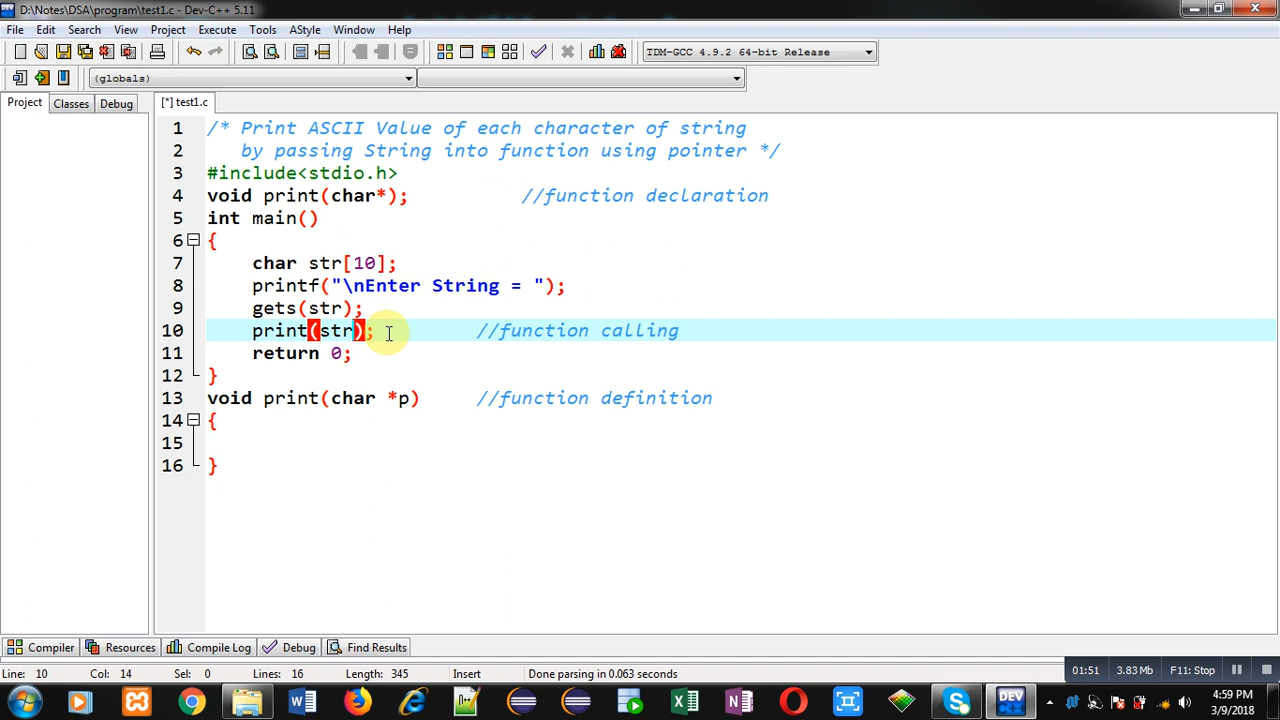 D:\Notes\DSA\program\test1.c - Dev-C++ 5.11
File Edit Search View Project Execute Tools AStyle Window Help
TDM-GCC 4.9.2 64-bit Release
(globals)
Project Classes Debug [*] test1.c
1 /* Print ASCII Value of each character of string
2 by passing String into function using pointer */
3 #include<stdio.h>
4 void print(char*); //function declaration
5 int main()
6 {
7 char str[10];
8 printf("\nEnter String = ");
9 gets(str);
10 print(str); //function calling
11 return 0;
12 }
13 void print(char *p) //function definition
14 {
15
16 }
Compiler Resources Compile Log Debug Find Results
Line: 10 Col: 14 Sel: 0 Lines: 16 Length: 345 Insert Done parsing in 0.063 seconds
01:51 3.83 Mb F11: Stop
4:59 PM
3/9/2018